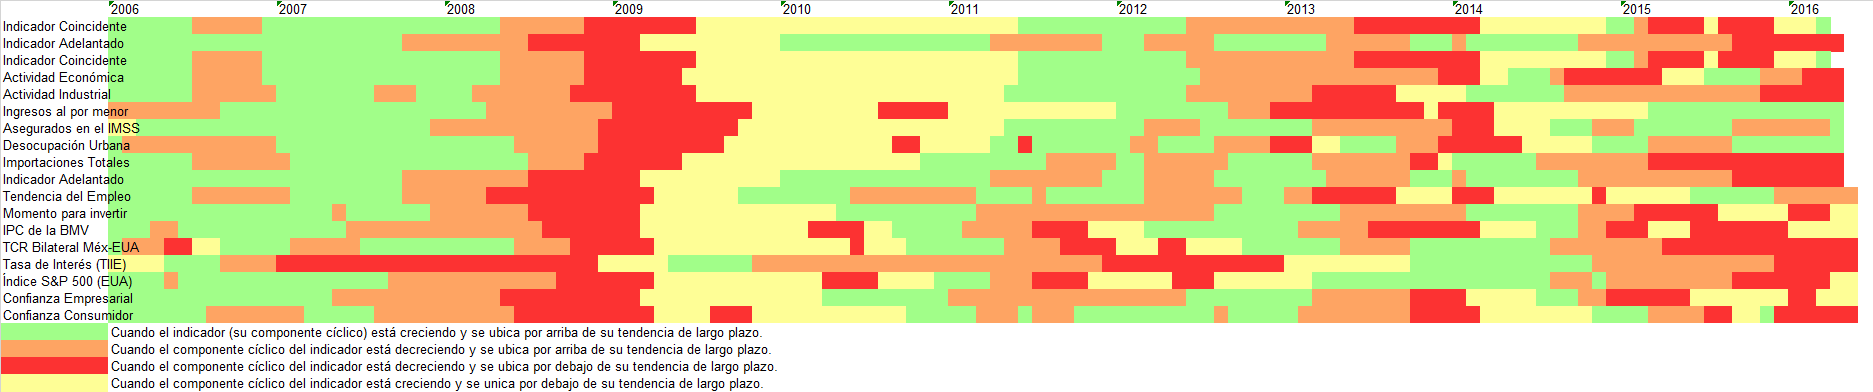 2006 2007 2008 2009 2010 2011 2012 2013 2014 2015 2016
Indicador Coincidente
Indicador Adelantado
Indicador Coincidente
Actividad Económica
Actividad Industrial
Ingresos al por menor
Asegurados en el IMSS
Desocupación Urbana
Importaciones Totales
Indicador Adelantado
Tendencia del Empleo
Momento para invertir
IPC de la BMV
TCR Bilateral Méx-EUA
Tasa de Interés (TIIE)
Índice S&P 500 (EUA)
Confianza Empresarial
Confianza Consumidor
Cuando el indicador (su componente cíclico) está creciendo y se ubica por arriba de su tendencia de largo plazo.
Cuando el componente cíclico del indicador está decreciendo y se ubica por arriba de su tendencia de largo plazo.
Cuando el componente cíclico del indicador está decreciendo y se ubica por debajo de su tendencia de largo plazo.
Cuando el componente cíclico del indicador está creciendo y se unica por debajo de su tendencia de largo plazo.